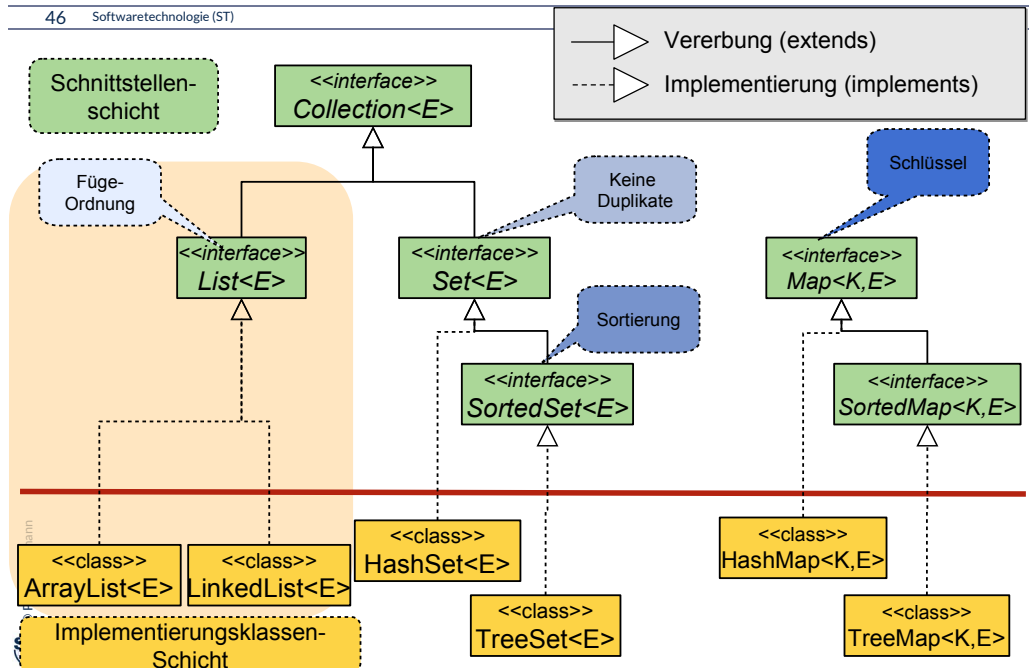 46 Softwaretechnologie (ST)
Vererbung (extends)
Implementierung (implements)
Schnittstellen-
schicht
<<interface>>
Collection<E>
Füge-
Ordnung
Keine
Duplikate
Schlüssel
<<interface>>
List<E>
<<interface>>
Set<E>
<<interface>>
Map<K,E>
Sortierung
<<interface>>
SortedSet<E>
<<interface>>
SortedMap<K,E>
<<class>>
ArrayList<E>
<<class>>
LinkedList<E>
<<class>>
HashSet<E>
<<class>>
HashMap<K,E>
<<class>>
TreeSet<E>
<<class>>
TreeMap<K,E>
Implementierungsklassen-
Schicht